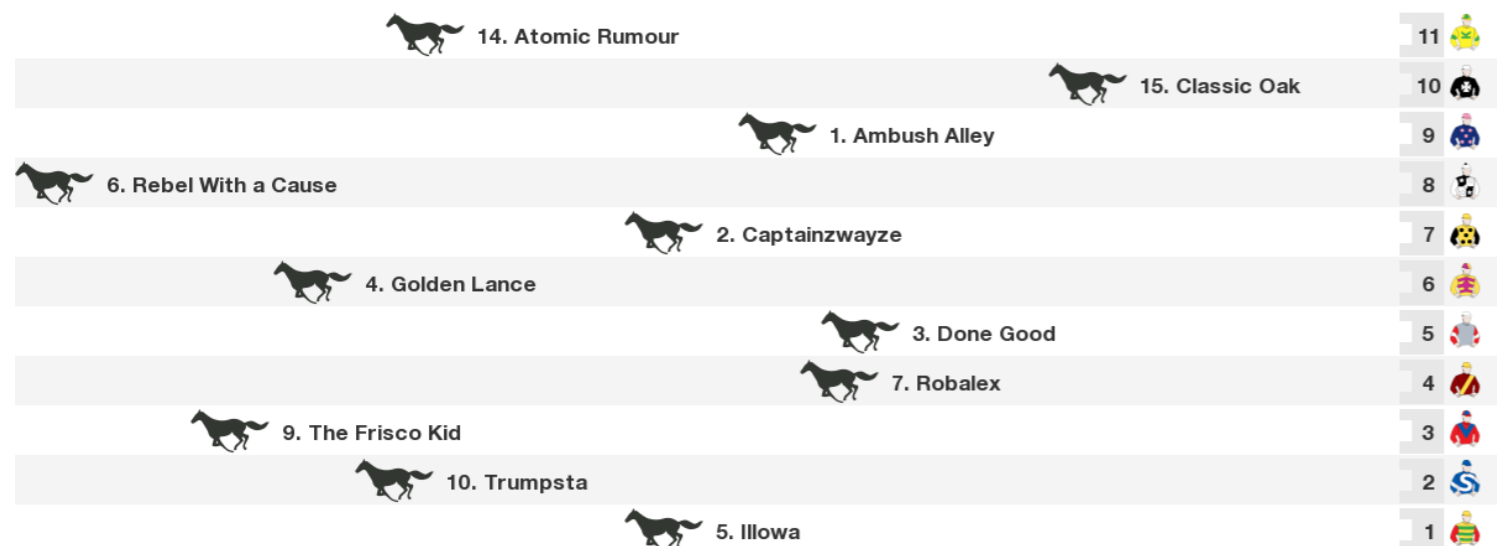 14. Atomic Rumour 11
15. Classic Oak 10
1. Ambush Alley 9
6. Rebel With a Cause 8
2. Captainzwayze 7
4. Golden Lance 6
3. Done Good 5
7. Robalex 4
9. The Frisco Kid 3
10. Trumpsta 2
5. Illowa 1